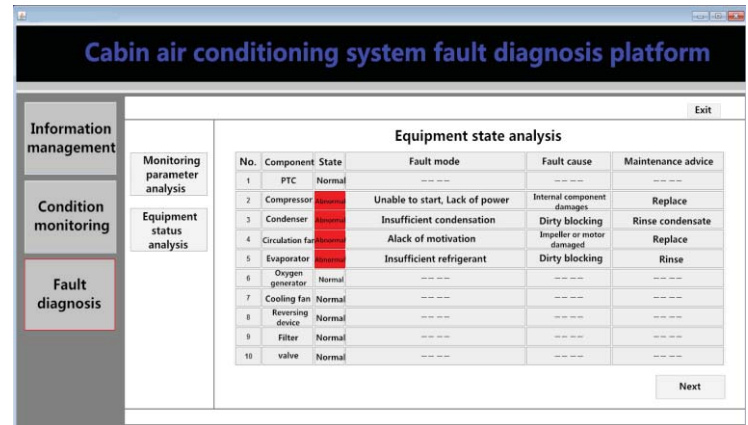 Cabin air conditioning system fault diagnosis platform
Exit
Information
management
Condition
monitoring
Fault
diagnosis
Monitoring
parameter
analysis
Equipment
status
analysis
Equipment state analysis
No. Component State Fault mode Fault cause Maintenance advice
1 PTC Normal -- -- -- -- -- --
2 Compressor Abnormal Unable to start, Lack of power Internal component
damages Replace
3 Condenser Abnormal Insufficient condensation Dirty blocking Rinse condensate
4 Circulation fan Abnormal Alack of motivation Impeller or motor
damaged Replace
5 Evaporator Abnormal Insufficient refrigerant Dirty blocking Rinse
6 Oxygen
generator Normal -- -- -- -- -- --
7 Cooling fan Normal -- -- -- -- -- --
8 Reversing
device Normal -- -- -- -- -- --
9 Filter Normal -- -- -- -- -- --
10 valve Normal -- -- -- -- -- --
Next